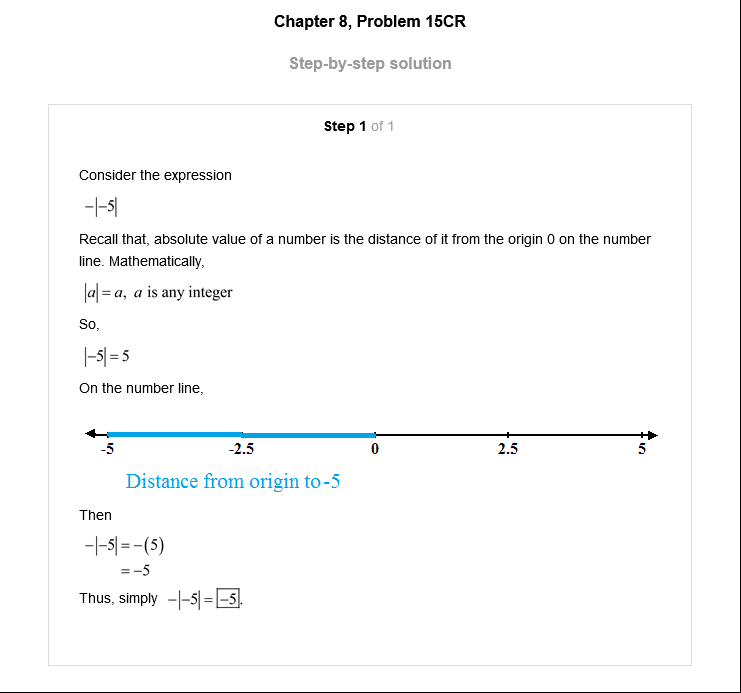 Chapter 8, Problem 15CR
Step-by-step solution
Step 1 of 1
Consider the expression
−|−5|
Recall that, absolute value of a number is the distance of it from the origin 0 on the number
line. Mathematically,
|a| = a, a is any integer
So,
|−5| = 5
On the number line,
-5 -2.5 0 2.5 5
Distance from origin to -5
Then
−|−5| = −(5)
= −5
Thus, simply −|−5| = −5.